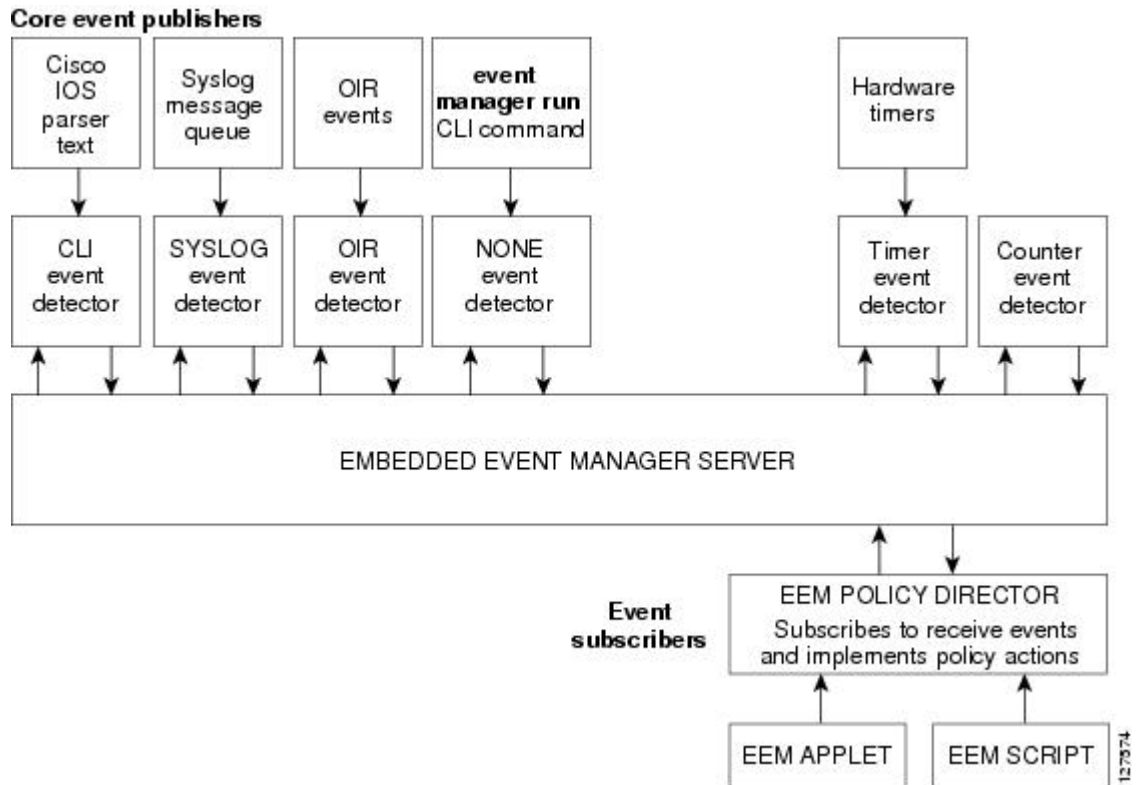 Core event publishers
Cisco
IOS
parser
text
Syslog
message
queue
OIR
events
event
manager run
CLI command
Hardware
timers
CLI
event
detector
SYSLOG
event
detector
OIR
event
detector
NONE
event
detector
Timer
event
detector
Counter
event
detector
EMBEDDED EVENT MANAGER SERVER
Event
subscribers
EEM POLICY DIRECTOR
Subscribes to receive events
and implements policy actions
EEM APPLET
EEM SCRIPT
127574